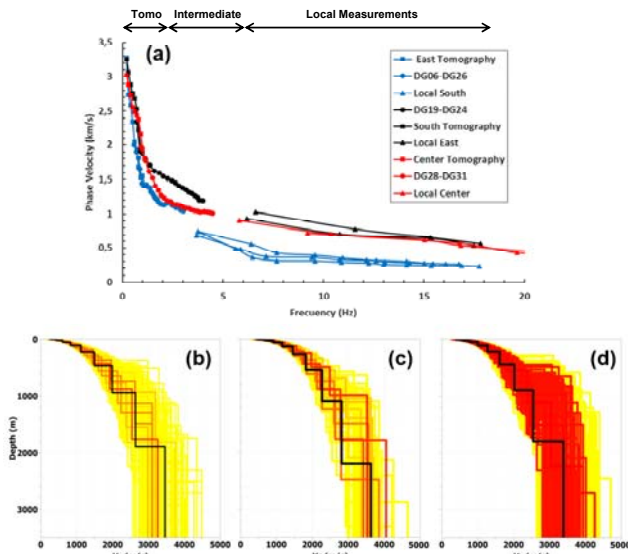 Tomo Intermediate Local Measurements
(a)
3,5
3
2,5
2
1,5
1
0,5
0
Phase Velocity (km/s)
East Tomography
DG06-DG26
Local South
DG19-DG24
South Tomography
Local East
Center Tomography
DG28-DG31
Local Center
0 5 10 15 20
Frecuency (Hz)
(b) (c) (d)
0
1000
2000
3000
Depth (m)
0 1000 2000 3000 4000 5000
0 1000 2000 3000 4000 5000
0 1000 2000 3000 4000 5000